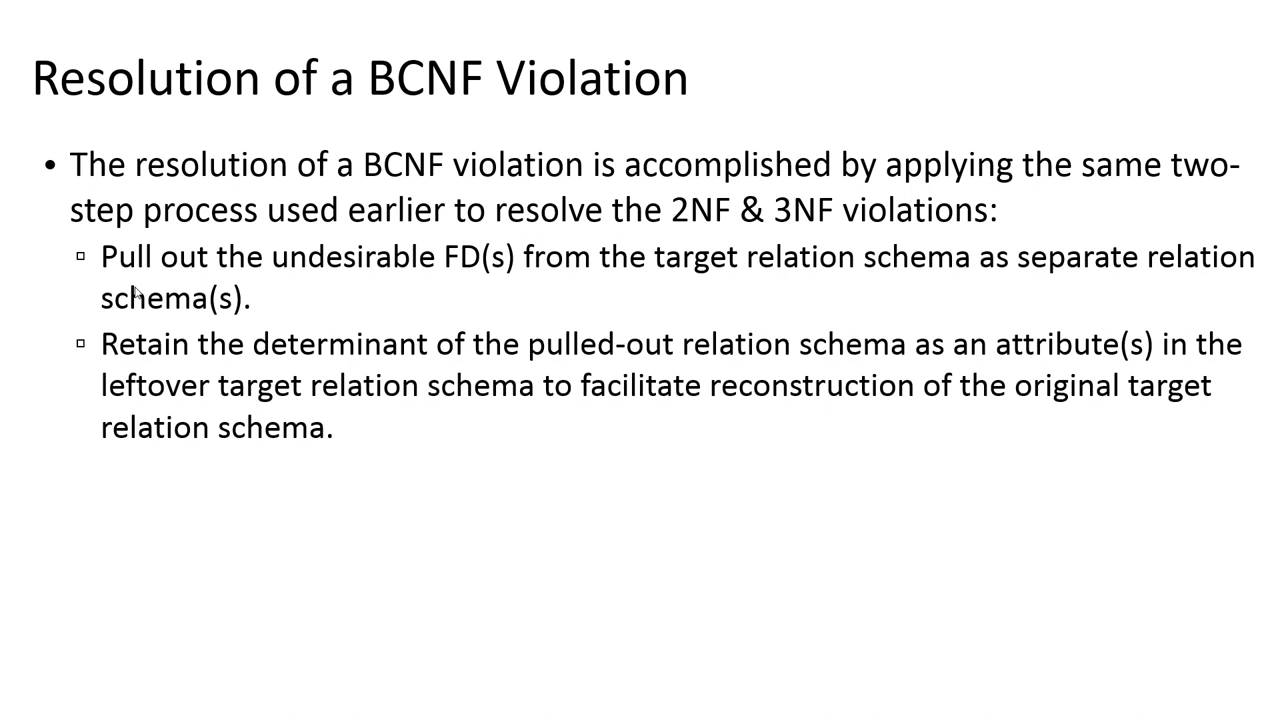 Resolution of a BCNF Violation
• The resolution of a BCNF violation is accomplished by applying the same two-
step process used earlier to resolve the 2NF & 3NF violations:
▫ Pull out the undesirable FD(s) from the target relation schema as separate relation
schema(s).
▫ Retain the determinant of the pulled-out relation schema as an attribute(s) in the
leftover target relation schema to facilitate reconstruction of the original target
relation schema.